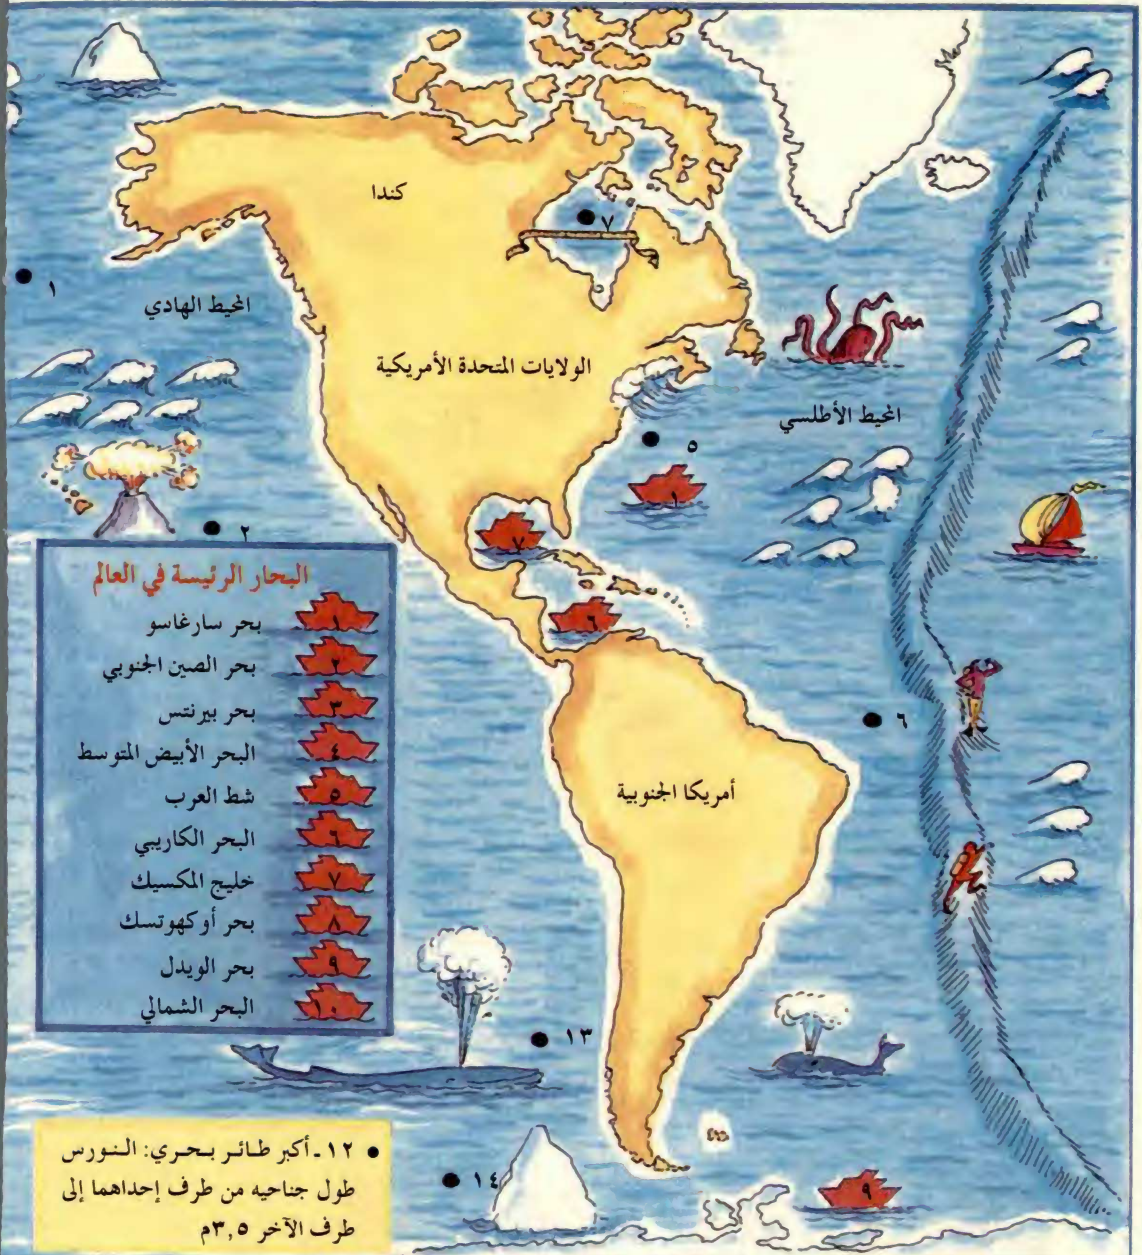 كندا
٧
١
المحيط الهادي
الولايات المتحدة الأمريكية
المحيط الأطلسي
٥
١
٧
٢
٦
٦
أمريكا الجنوبية
البحار الرئيسة في العالم
١ بحر سارغاسو
٢ بحر الصين الجنوبي
٣ بحر بيرنتس
٤ البحر الأبيض المتوسط
٥ شط العرب
٦ البحر الكاريبي
٧ خليج المكسيك
٨ بحر أوكهوتسك
٩ بحر الويدل
١٠ البحر الشمالي
١٣
١٤
٩
● ١٢ - أكبر طائر بحري: النورس
طول جناحيه من طرف إحداهما إلى
طرف الآخر ٣,٥م